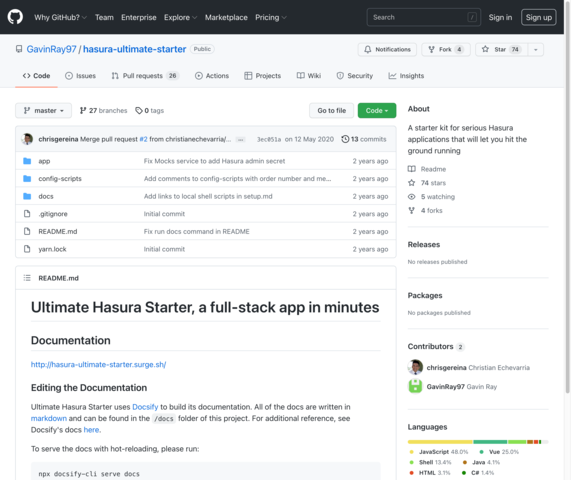 Why GitHub? Team Enterprise Explore Marketplace Pricing Search / Sign in Sign up
GavinRay97 / hasura-ultimate-starter Public Notifications Fork 4 Star 74
Code Issues Pull requests 26 Actions Projects Wiki Security Insights
master 27 branches 0 tags Go to file Code
chrisgereina Merge pull request #2 from christianechevarria/… ... 3ec051a on 12 May 2020 13 commits
app Fix Mocks service to add Hasura admin secret 2 years ago
config-scripts Add comments to config-scripts with order number and me… 2 years ago
docs Add links to local shell scripts in setup.md 2 years ago
.gitignore Initial commit 2 years ago
README.md Fix run docs command in README 2 years ago
yarn.lock Initial commit 2 years ago
README.md
Ultimate Hasura Starter, a full-stack app in minutes
Documentation
http://hasura-ultimate-starter.surge.sh/
Editing the Documentation
Ultimate Hasura Starter uses Docsify to build its documentation. All of the docs are written in
markdown and can be found in the /docs folder of this project. For additional reference, see
Docsify's docs here.
To serve the docs with hot-reloading, please run:
npx docsify-cli serve docs
About
A starter kit for serious Hasura
applications that will let you hit the
ground running
Readme
74 stars
5 watching
4 forks
Releases
No releases published
Packages
No packages published
Contributors 2
chrisgereina Christian Echevarria
GavinRay97 Gavin Ray
Languages
JavaScript 48.0% Vue 25.0%
Shell 13.4% Java 4.1%
HTML 3.1% C# 1.4%